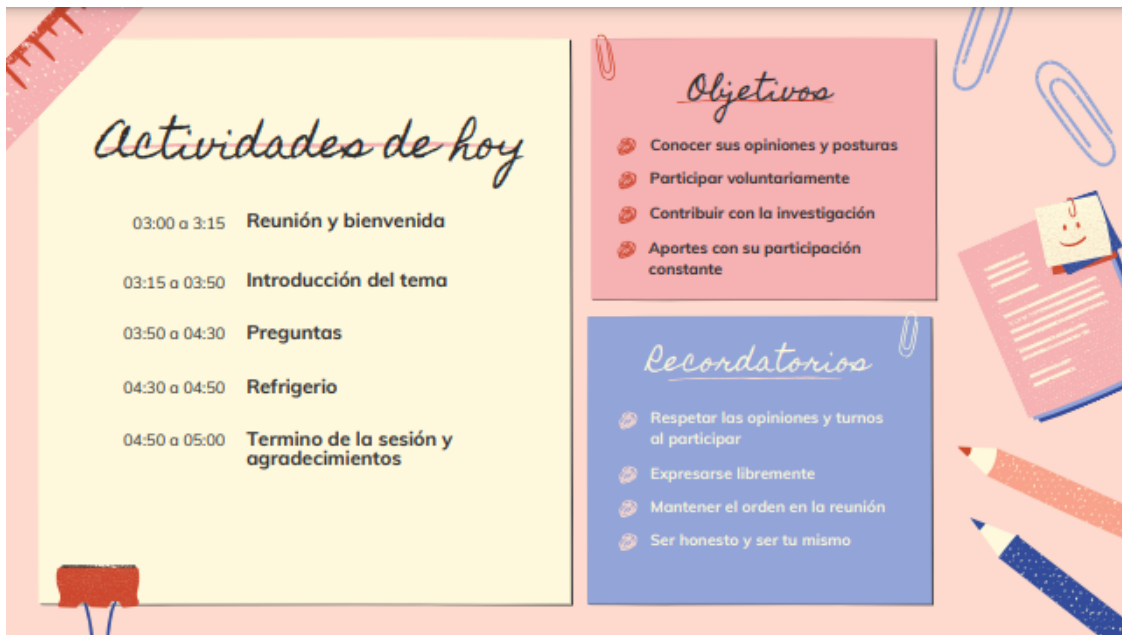 Actividades de hoy
03:00 a 3:15 Reunión y bienvenida
03:15 a 03:50 Introducción del tema
03:50 a 04:30 Preguntas
04:30 a 04:50 Refrigerio
04:50 a 05:00 Termino de la sesión y
agradecimientos
Objetivos
Conocer sus opiniones y posturas
Participar voluntariamente
Contribuir con la investigación
Aportes con su participación
constante
Recordatorios
Respetar las opiniones y turnos
al participar
Expresarse libremente
Mantener el orden en la reunión
Ser honesto y ser tu mismo